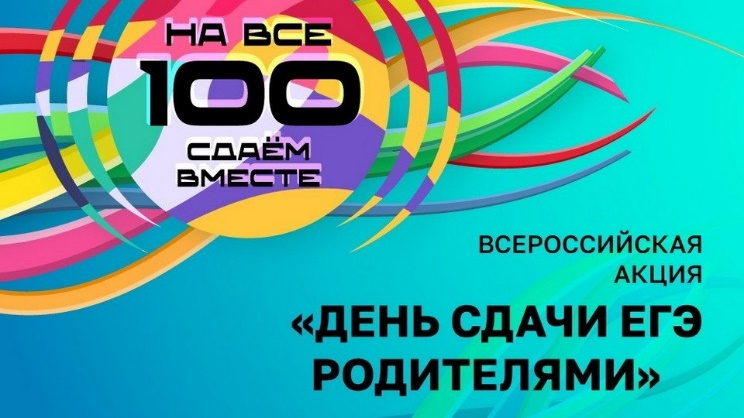 НА ВСЕ
100
СДАЁМ
ВМЕСТЕ
ВСЕРОССИЙСКАЯ
АКЦИЯ
«ДЕНЬ СДАЧИ ЕГЭ
РОДИТЕЛЯМИ»